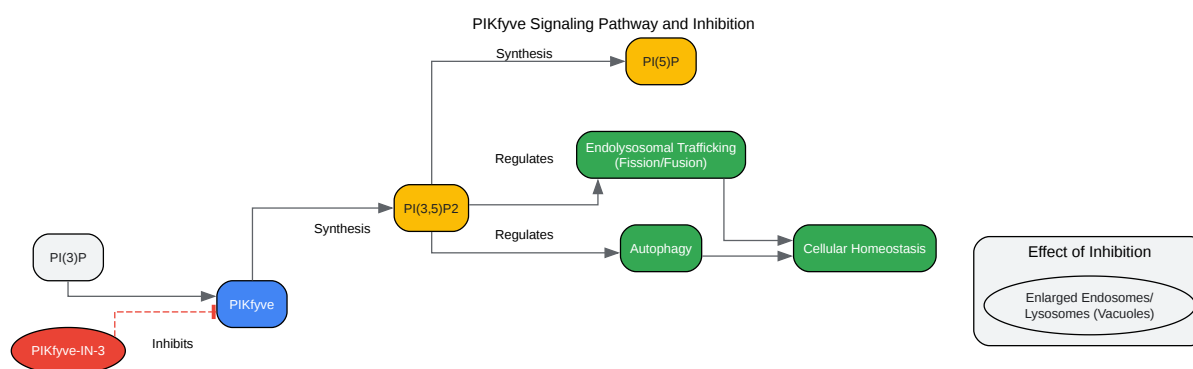 PIKfyve Signaling Pathway and Inhibition
Synthesis
PI(5)P
Endolysosomal Trafficking
(Fission/Fusion)
Regulates
PI(3,5)P2
Synthesis
Regulates
Autophagy
Cellular Homeostasis
PI(3)P
PIKfyve
PIKfyve-IN-3
Inhibits
Effect of Inhibition
Enlarged Endosomes/
Lysosomes (Vacuoles)